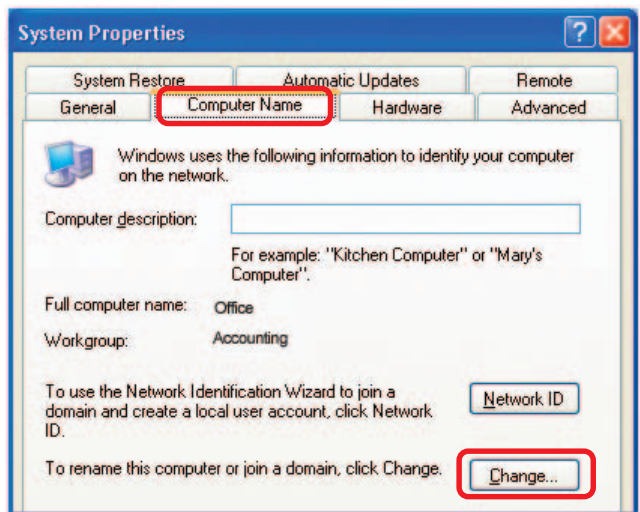 System Properties
System Restore Automatic Updates Remote
General Computer Name Hardware Advanced
Windows uses the following information to identify your computer
on the network.
Computer description:
For example: "Kitchen Computer" or "Mary's
Computer".
Full computer name: Office
Workgroup: Accounting
To use the Network Identification Wizard to join a
domain and create a local user account, click Network
ID.
Network ID
To rename this computer or join a domain, click Change.
Change...